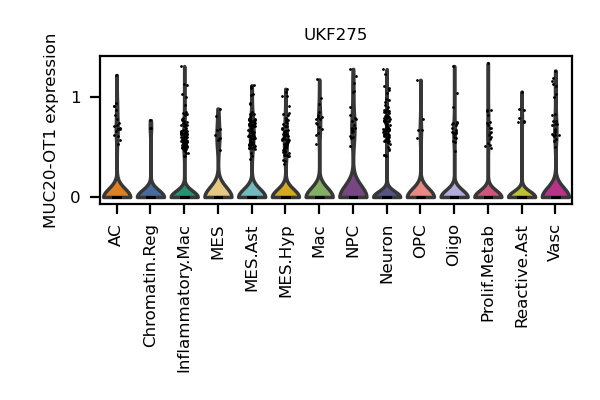 UKF275
MUC20-OT1 expression
1
0
AC
Chromatin.Reg
Inflammatory.Mac
MES
MES.Ast
MES.Hyp
Mac
NPC
Neuron
OPC
Oligo
Prolif.Metab
Reactive.Ast
Vasc